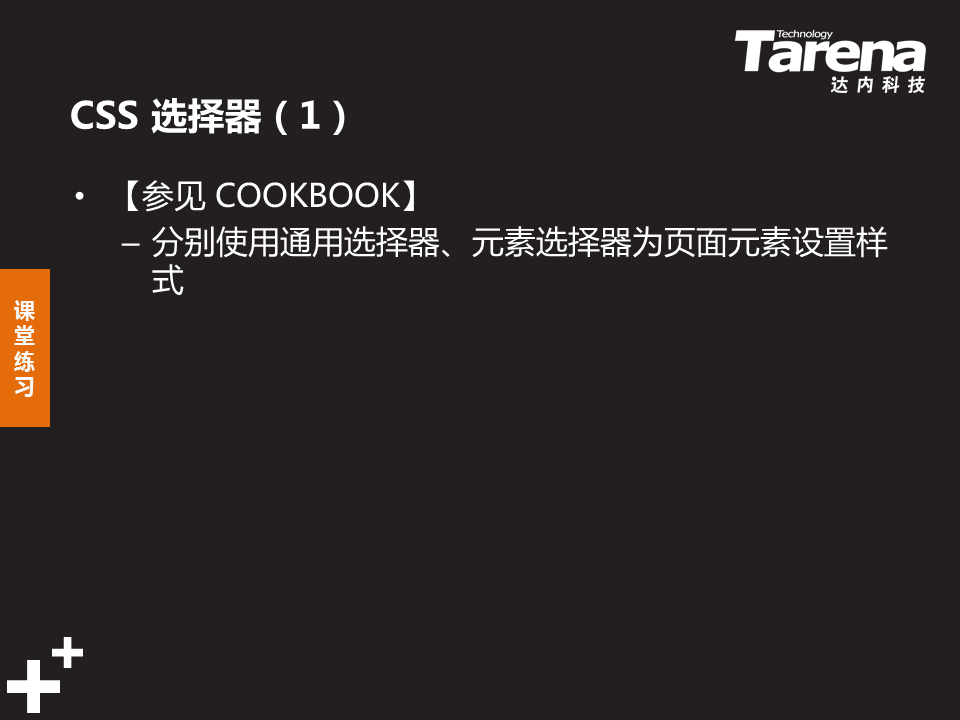 Technology
Tarena
达内科技
CSS 选择器（1）
• 【参见 COOKBOOK】
– 分别使用通用选择器、元素选择器为页面元素设置样
式
课
堂
练
习